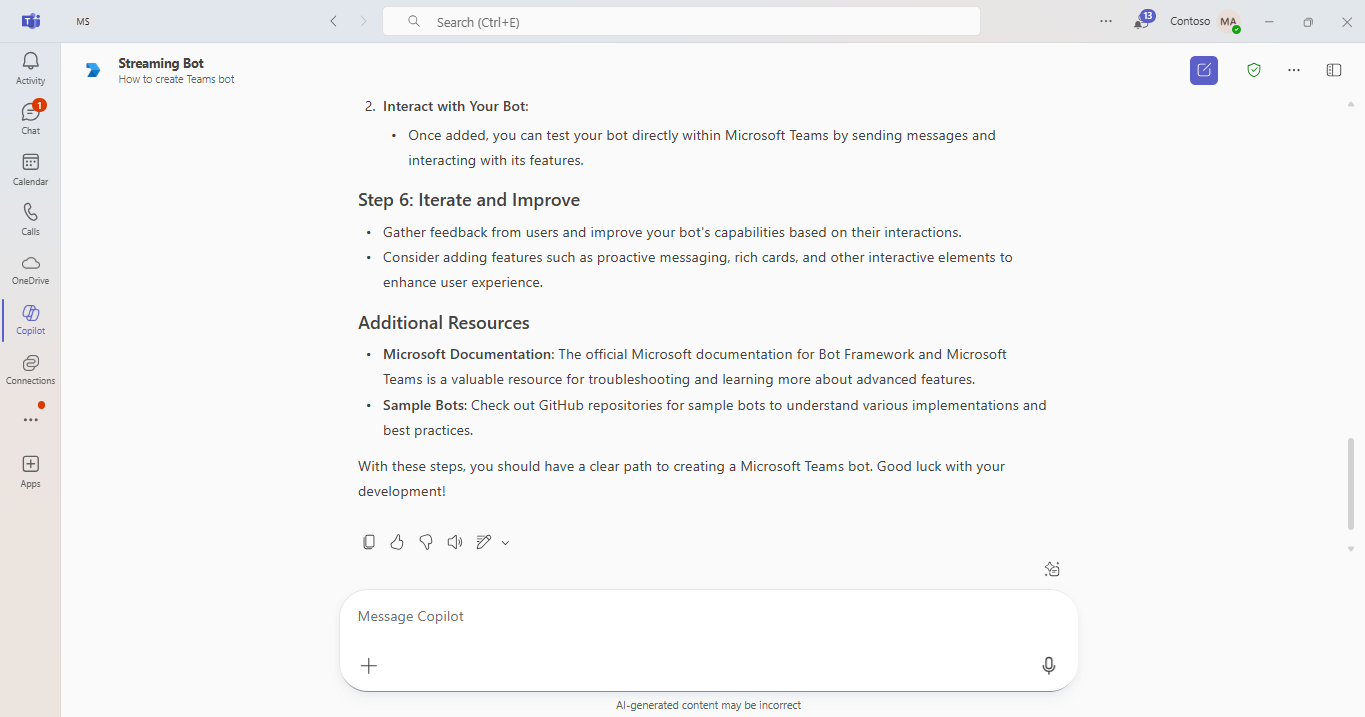 MS
Search (Ctrl+E)
13
Contoso
MA
Activity
1
Chat
Calendar
Calls
OneDrive
Copilot
Connections
Apps
Streaming Bot
How to create Teams bot
2. Interact with Your Bot:
• Once added, you can test your bot directly within Microsoft Teams by sending messages and
interacting with its features.
Step 6: Iterate and Improve
• Gather feedback from users and improve your bot's capabilities based on their interactions.
• Consider adding features such as proactive messaging, rich cards, and other interactive elements to
enhance user experience.
Additional Resources
• Microsoft Documentation: The official Microsoft documentation for Bot Framework and Microsoft
Teams is a valuable resource for troubleshooting and learning more about advanced features.
• Sample Bots: Check out GitHub repositories for sample bots to understand various implementations and
best practices.
With these steps, you should have a clear path to creating a Microsoft Teams bot. Good luck with your
development!
Message Copilot
AI-generated content may be incorrect